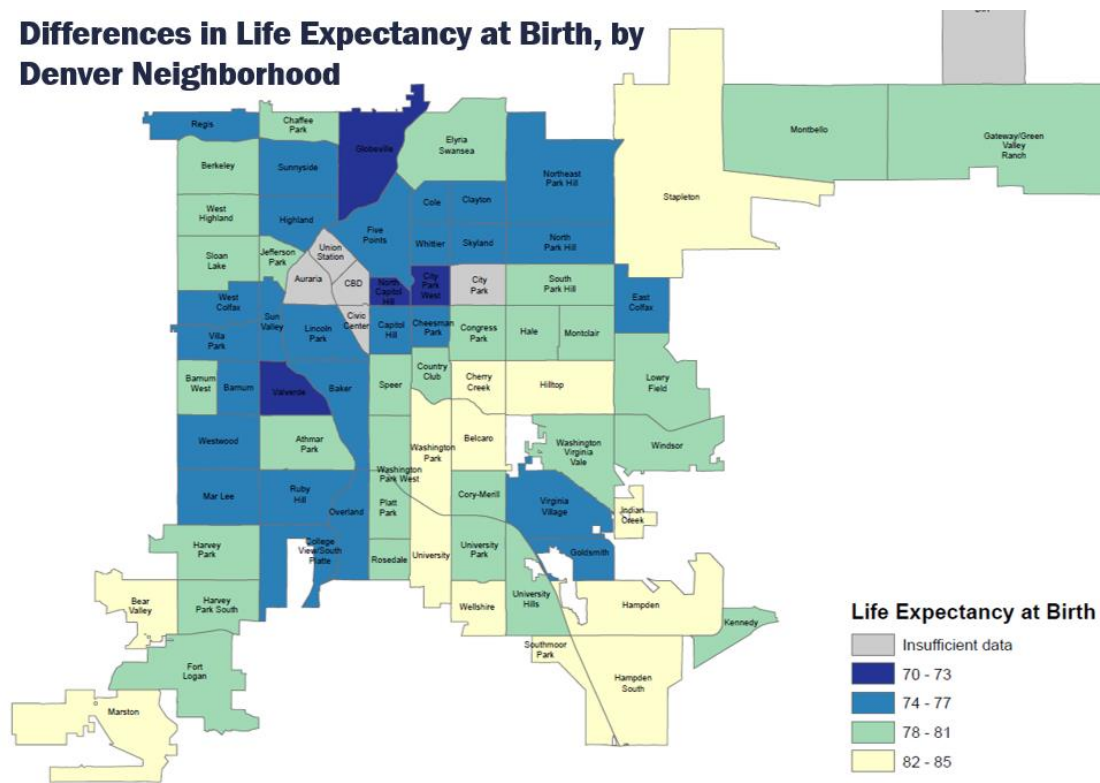 Differences in Life Expectancy at Birth, by
Denver Neighborhood
Regis
Chaffee
Park
Globeville
Elyria
Swansea
Montbello
Gateway/Green
Valley
Ranch
Berkeley
Sunnyside
Northeast
Park Hill
Stapleton
West
Highland
Highland
Cole
Clayton
Five
Points
Whittier
Skyland
North
Park Hill
Sloan
Lake
Jefferson
Park
Union
Station
Auraria
CBD
North
Capitol
Hill
City
Park
West
City
Park
South
Park Hill
East
Colfax
West
Colfax
Sun
Valley
Lincoln
Park
Civic
Center
Capitol
Hill
Cheesman
Park
Congress
Park
Hale
Montclair
Villa
Park
Barnum
West
Barnum
Valverde
Baker
Speer
Country
Club
Cherry
Creek
Hilltop
Lowry
Field
Westwood
Athmar
Park
Washington
Park West
Washington
Park
Belcaro
Washington
Virginia
Vale
Windsor
Mar Lee
Ruby
Hill
Overland
Platt
Park
Cory-Merill
Virginia
Village
Indian
Creek
Harvey
Park
College
View/South
Platte
Rosedale
University
University
Park
Goldsmith
Bear
Valley
Harvey
Park South
Wellshire
University
Hills
Hampden
Kennedy
Fort
Logan
Southmoor
Park
Hampden
South
Marston
Life Expectancy at Birth
Insufficient data
70 - 73
74 - 77
78 - 81
82 - 85